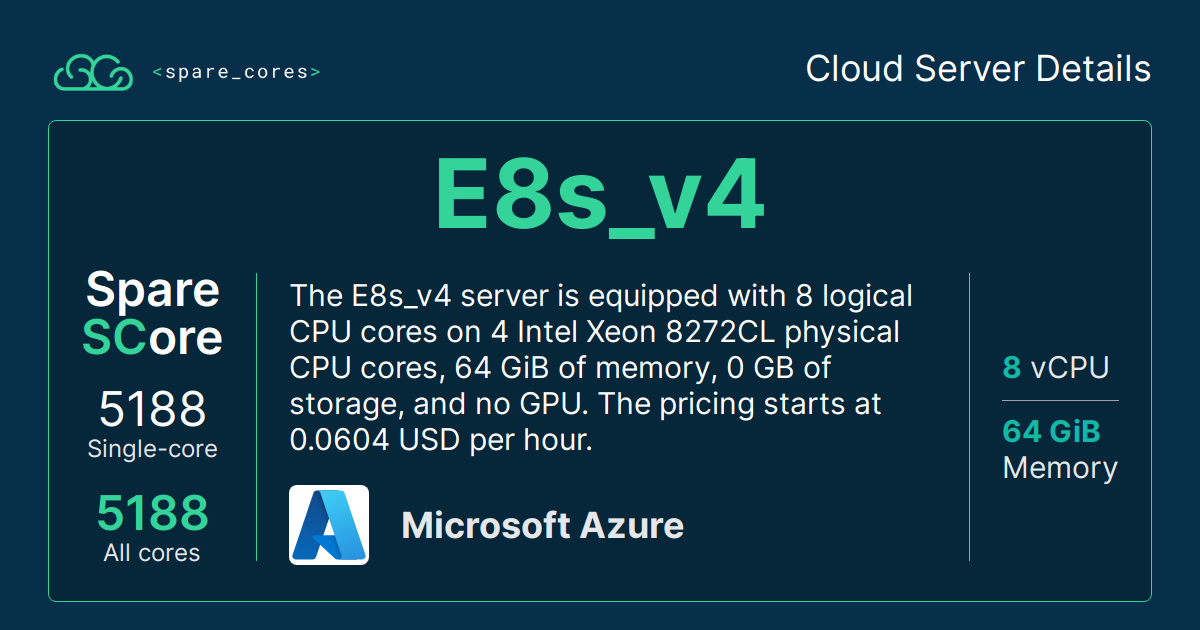 <spare_cores>
Cloud Server Details
E8s_v4
Spare
SCore
5188
Single-core
5188
All cores
The E8s_v4 server is equipped with 8 logical
CPU cores on 4 Intel Xeon 8272CL physical
CPU cores, 64 GiB of memory, 0 GB of
storage, and no GPU. The pricing starts at
0.0604 USD per hour.
Microsoft Azure
8 vCPU
64 GiB
Memory